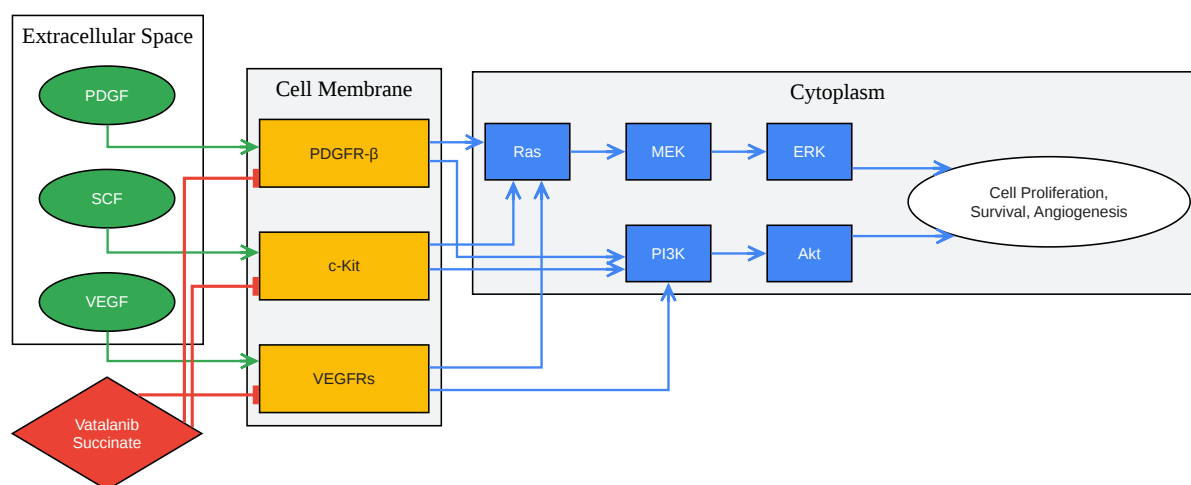 Extracellular Space
PDGF
SCF
VEGF
Vatalanib
Succinate
Cell Membrane
PDGFR-β
c-Kit
VEGFRs
Cytoplasm
Ras
MEK
ERK
PI3K
Akt
Cell Proliferation,
Survival, Angiogenesis